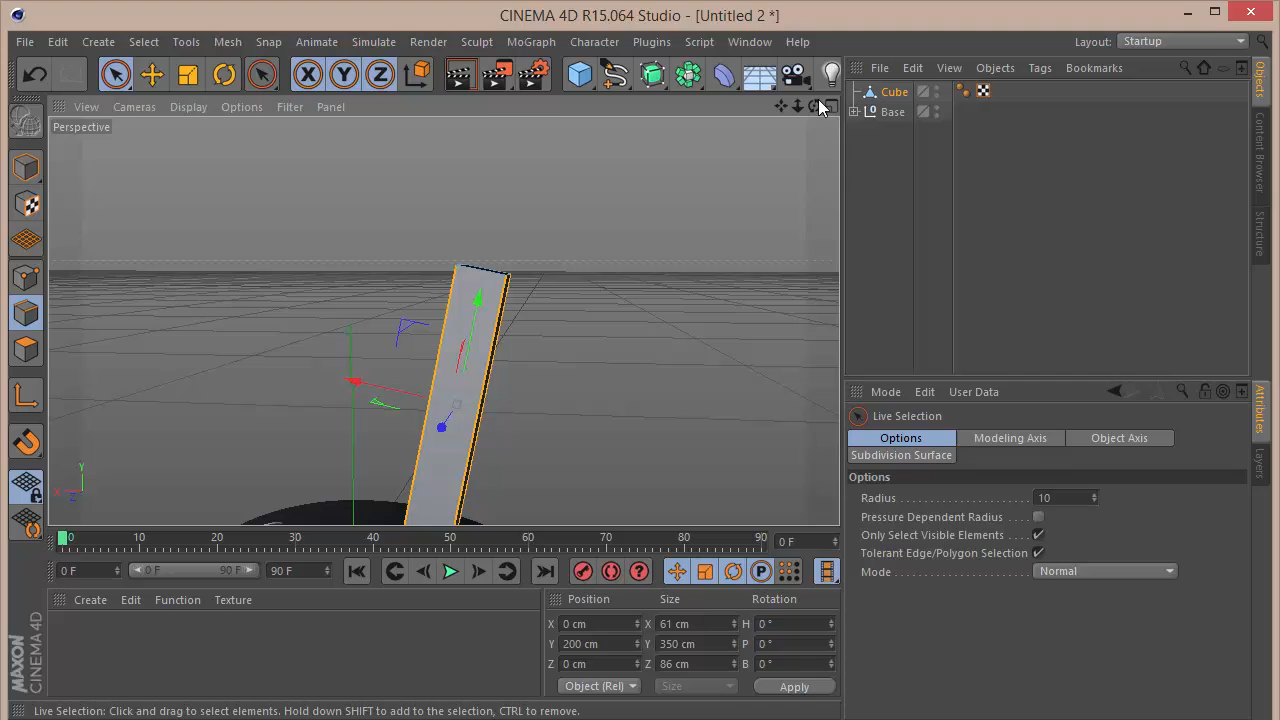 CINEMA 4D R15.064 Studio - [Untitled 2 *]
File Edit Create Select Tools Mesh Snap Animate Simulate Render Sculpt MoGraph Character Plugins Script Window Help Layout: Startup
X Y Z
File Edit View Objects Tags Bookmarks
View Cameras Display Options Filter Panel
Perspective
Cube
0 Base
Objects
Content Browser
Structure
Attributes
Layers
Y
X
Z
Mode Edit User Data
Live Selection
Options Modeling Axis Object Axis
Subdivision Surface
Options
Radius 10
Pressure Dependent Radius
Only Select Visible Elements
Tolerant Edge/Polygon Selection
Mode Normal
0 10 20 30 40 50 60 70 80 90 0 F
0 F 0 F 90 F 90 F
P
Create Edit Function Texture
Position Size Rotation
X 0 cm X 61 cm H 0 °
Y 200 cm Y 350 cm P 0 °
Z 0 cm Z 86 cm B 0 °
Object (Rel) Size Apply
MAXON
CINEMA 4D
Live Selection: Click and drag to select elements. Hold down SHIFT to add to the selection, CTRL to remove.